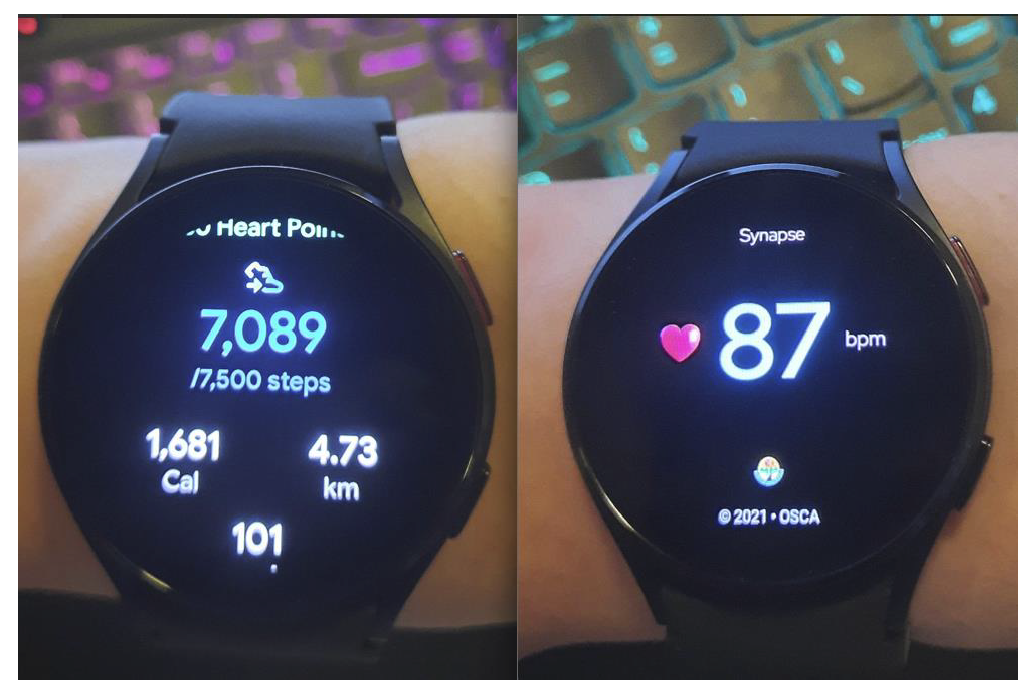 Heart
7,089
/7,500 steps
1,681
Cal
4.73
km
101
Synapse
87 bpm
© 2021 • OSCA